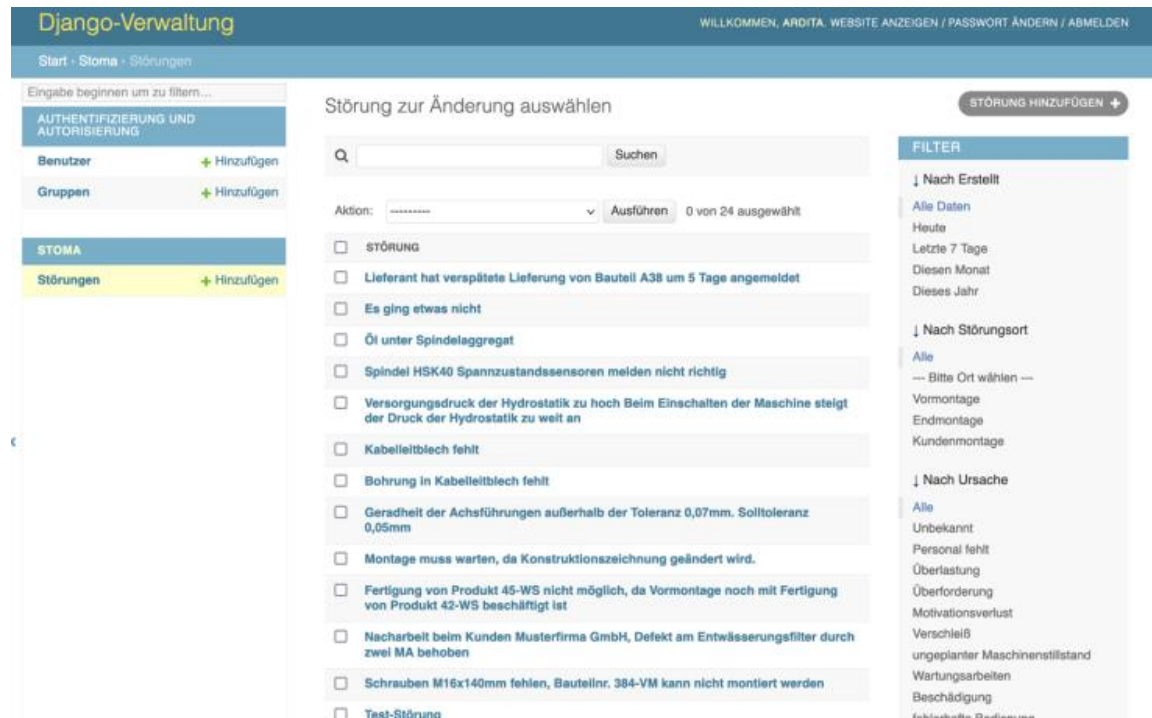 Django-Verwaltung
WILLKOMMEN, ARDITA. WEBSITE ANZEIGEN / PASSWORT ÄNDERN / ABMELDEN
Start › Stoma › Störungen
Eingabe beginnen um zu filtern...
AUTHENTIFIZIERUNG UND
AUTORISIERUNG
Benutzer + Hinzufügen
Gruppen + Hinzufügen
STOMA
Störungen + Hinzufügen
Störung zur Änderung auswählen
STÖRUNG HINZUFÜGEN +
Suchen
Aktion: --------- Ausführen 0 von 24 ausgewählt
STÖRUNG
Lieferant hat verspätete Lieferung von Bauteil A38 um 5 Tage angemeldet
Es ging etwas nicht
Öl unter Spindelaggregat
Spindel HSK40 Spannzustandssensoren melden nicht richtig
Versorgungsdruck der Hydrostatik zu hoch Beim Einschalten der Maschine steigt
der Druck der Hydrostatik zu weit an
Kabelleitblech fehlt
Bohrung in Kabelleitblech fehlt
Geradheit der Achsführungen außerhalb der Toleranz 0,07mm. Solltoleranz
0,05mm
Montage muss warten, da Konstruktionszeichnung geändert wird.
Fertigung von Produkt 45-WS nicht möglich, da Vormontage noch mit Fertigung
von Produkt 42-WS beschäftigt ist
Nacharbeit beim Kunden Musterfirma GmbH, Defekt am Entwässerungsfilter durch
zwei MA behoben
Schrauben M16x140mm fehlen, Bauteilnr. 384-VM kann nicht montiert werden
Test-Störung
FILTER
↓ Nach Erstellt
Alle Daten
Heute
Letzte 7 Tage
Diesen Monat
Dieses Jahr
↓ Nach Störungsort
Alle
--- Bitte Ort wählen ---
Vormontage
Endmontage
Kundenmontage
↓ Nach Ursache
Alle
Unbekannt
Personal fehlt
Überlastung
Überforderung
Motivationsverlust
Verschleiß
ungeplanter Maschinenstillstand
Wartungsarbeiten
Beschädigung
fehlerhafte Bedienung